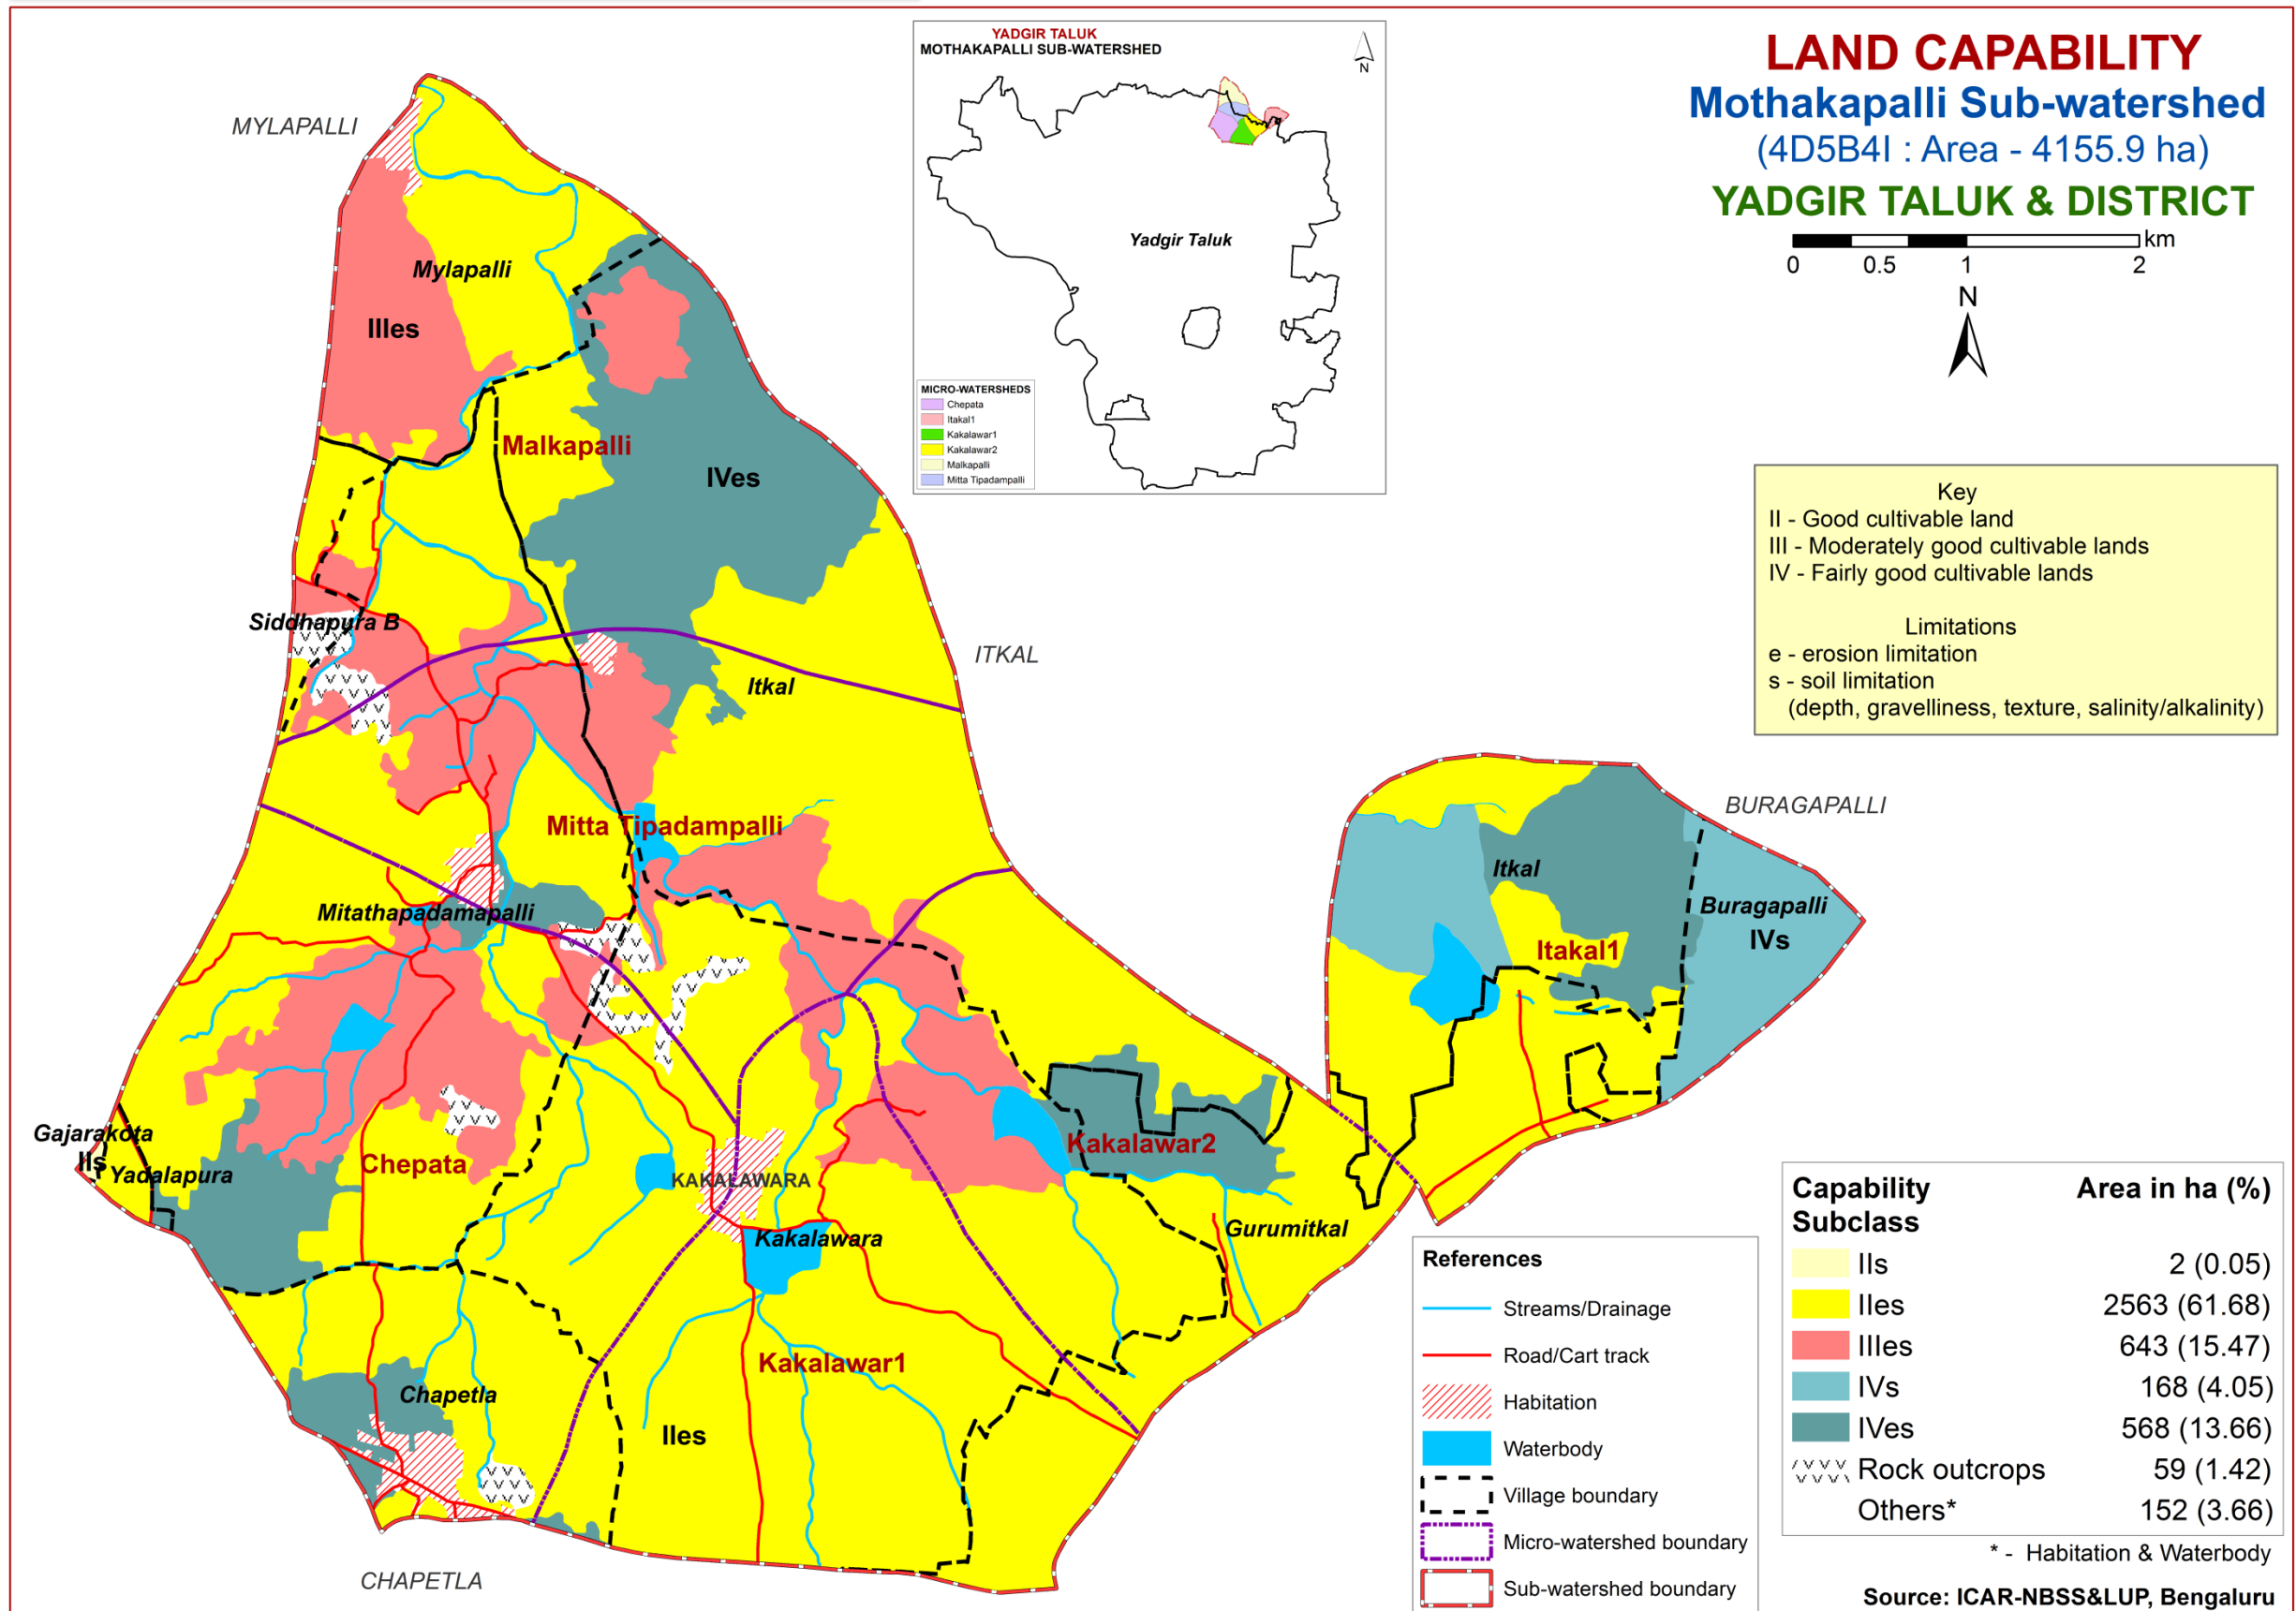 LAND CAPABILITY
Mothakapalli Sub-watershed
(4D5B4I : Area - 4155.9 ha)
YADGIR TALUK & DISTRICT
km
0 0.5 1 2
N
YADGIR TALUK
MOTHAKAPALLI SUB-WATERSHED
N
Yadgir Taluk
MICRO-WATERSHEDS
Chepata
Itakal1
Kakalawar1
Kakalawar2
Malkapalli
Mitta Tipadampalli
Key
II - Good cultivable land
III - Moderately good cultivable lands
IV - Fairly good cultivable lands
Limitations
e - erosion limitation
s - soil limitation
(depth, gravelliness, texture, salinity/alkalinity)
MYLAPALLI
Mylapalli
IIIes
Malkapalli
IVes
Siddhapura B
ITKAL
Itkal
Mitta Tipadampalli
BURAGAPALLI
Itkal
Mitathapadamapalli
Buragapalli
IVs
Itakal1
Gajarakota
IIs
Yadalapura
Chepata
Kakalawar2
KAKALAWARA
Kakalawara
Gurumitkal
Kakalawar1
Chapetla
IIes
CHAPETLA
References
Streams/Drainage
Road/Cart track
Habitation
Waterbody
Village boundary
Micro-watershed boundary
Sub-watershed boundary
Capability Area in ha (%)
Subclass
IIs 2 (0.05)
IIes 2563 (61.68)
IIIes 643 (15.47)
IVs 168 (4.05)
IVes 568 (13.66)
Rock outcrops 59 (1.42)
Others* 152 (3.66)
* - Habitation & Waterbody
Source: ICAR-NBSS&LUP, Bengaluru